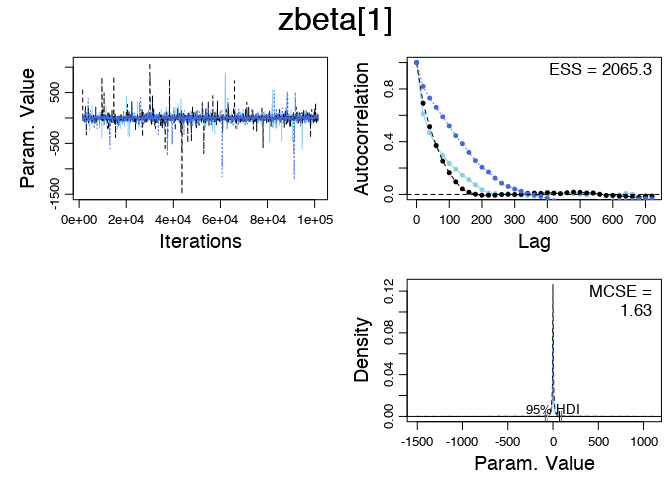 zbeta[1]
Param. Value
500
-500
-1500
0e+00 2e+04 4e+04 6e+04 8e+04 1e+05
Iterations
Autocorrelation
0.8
0.4
0.0
ESS = 2065.3
0 100 200 300 400 500 600 700
Lag
Density
0.12
0.08
0.04
0.00
MCSE =
1.63
95% HDI
-1500 -1000 -500 0 500 1000
Param. Value